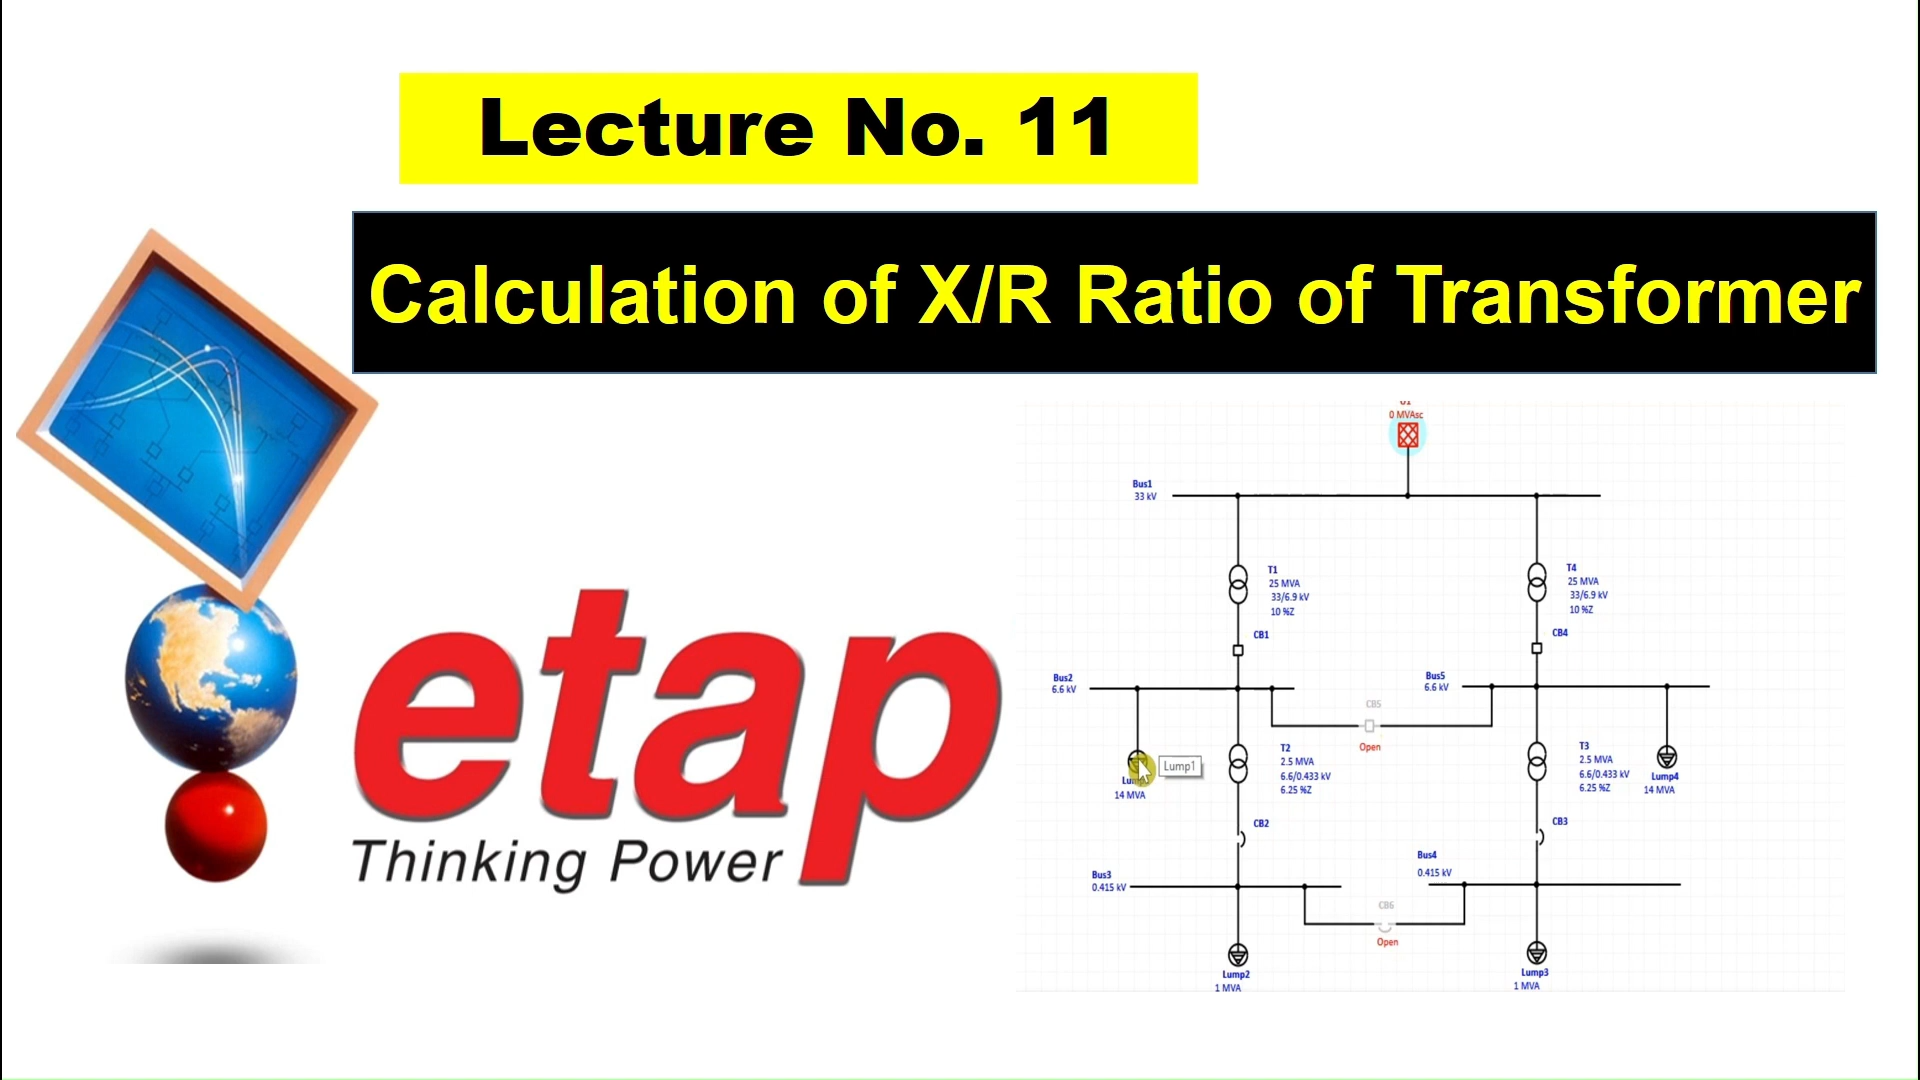 Lecture No. 11
Calculation of X/R Ratio of Transformer
etap
Thinking Power
0 MVAsc
Bus1
33 kV
T1
25 MVA
33/6.9 kV
10 %Z
T4
25 MVA
33/6.9 kV
10 %Z
CB1
CB4
Bus2
6.6 kV
Bus5
6.6 kV
CB5
Open
Lump1
14 MVA
T2
2.5 MVA
6.6/0.433 kV
6.25 %Z
T3
2.5 MVA
6.6/0.433 kV
6.25 %Z
Lump4
14 MVA
CB2
CB3
Bus3
0.415 kV
Bus4
0.415 kV
CB6
Open
Lump2
1 MVA
Lump3
1 MVA